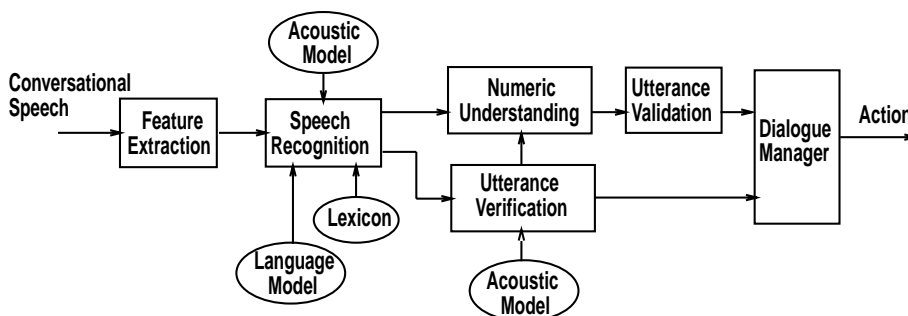 Acoustic
Model
Conversational
Speech
Feature
Extraction
Speech
Recognition
Numeric
Understanding
Utterance
Validation
Dialogue
Manager
Action
Utterance
Verification
Lexicon
Language
Model
Acoustic
Model